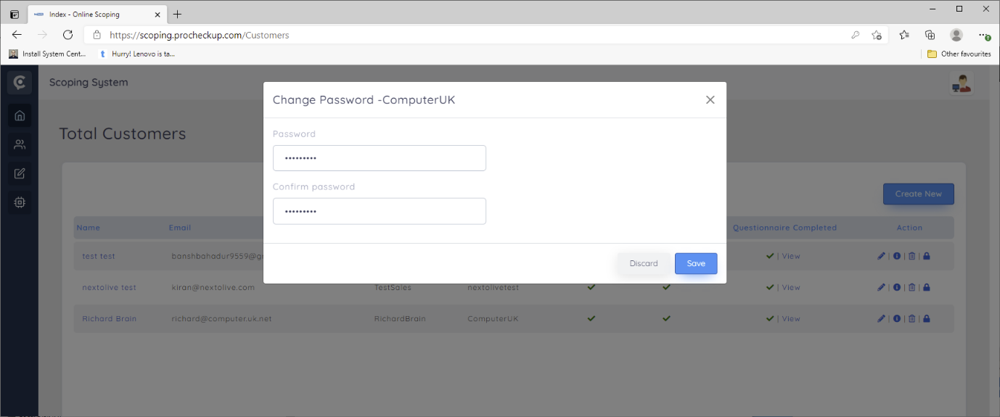 Index - Online Scoping
https://scoping.procheckup.com/Customers
Install System Cent...
Hurry! Lenovo is ta...
Other favourites
Scoping System
Change Password -ComputerUK
Password
•••••••••
Confirm password
•••••••••
Discard
Save
Total Customers
Create New
Name Email Questionnaire Completed Action
test test banshbahadur9559@g | View | | |
nextolive test kiran@nextolive.com TestSales nextolivetest | View | | |
Richard Brain richard@computer.uk.net RichardBrain ComputerUK | View | | |